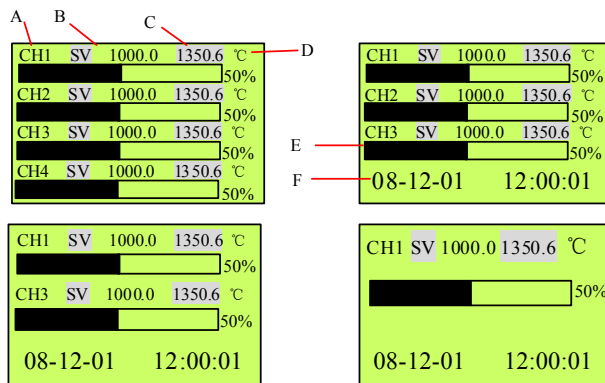 A B C
D
CH1 SV 1000.0 1350.6 ℃
50%
CH2 SV 1000.0 1350.6 ℃
50%
CH3 SV 1000.0 1350.6 ℃
50%
CH4 SV 1000.0 1350.6 ℃
50%
CH1 SV 1000.0 1350.6 ℃
50%
CH2 SV 1000.0 1350.6 ℃
50%
CH3 SV 1000.0 1350.6 ℃
E
50%
F
08-12-01 12:00:01
CH1 SV 1000.0 1350.6 ℃
50%
CH3 SV 1000.0 1350.6 ℃
50%
08-12-01 12:00:01
CH1 SV 1000.0 1350.6 ℃
50%
08-12-01 12:00:01